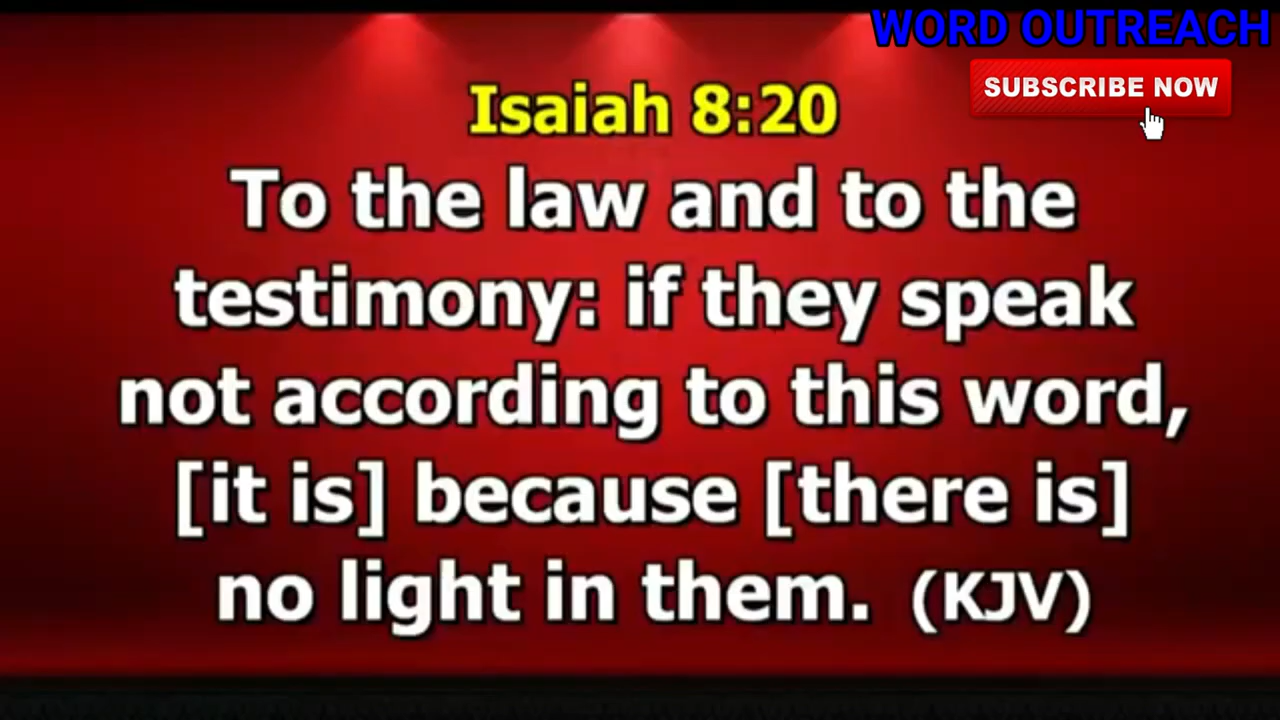 WORD OUTREACH
SUBSCRIBE NOW
Isaiah 8:20
To the law and to the
testimony: if they speak
not according to this word,
[it is] because [there is]
no light in them. (KJV)